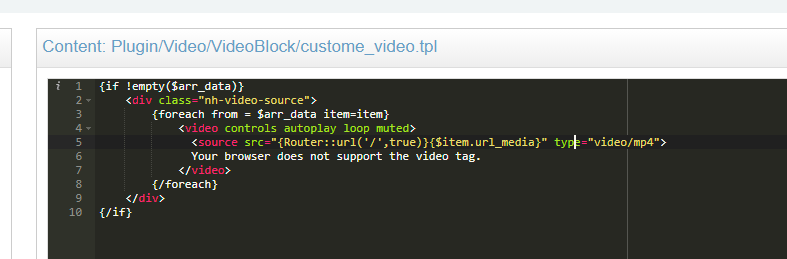 Content: Plugin/Video/VideoBlock/custome_video.tpl
i 1 {if !empty($arr_data)}
2 <div class="nh-video-source">
3 {foreach from = $arr_data item=item}
4 <video controls autoplay loop muted>
5 <source src="{Router::url('/',true)}{$item.url_media}" type="video/mp4">
6 Your browser does not support the video tag.
7 </video>
8 {/foreach}
9 </div>
10 {/if}